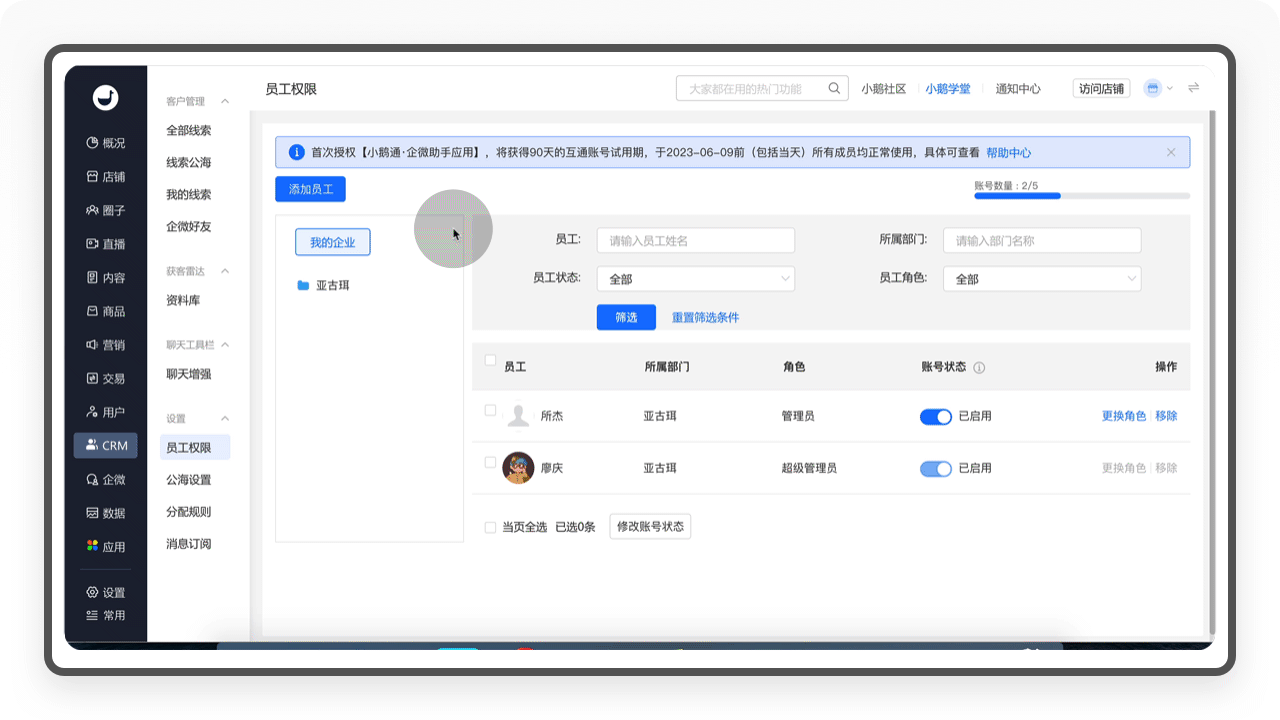 概况
店铺
圈子
直播
内容
商品
营销
交易
用户
CRM
企微
数据
应用
设置
常用
客户管理
全部线索
线索公海
我的线索
企微好友
获客雷达
资料库
聊天工具栏
聊天增强
设置
员工权限
公海设置
分配规则
消息订阅
员工权限
大家都在用的热门功能
小鹅社区 小鹅学堂 通知中心 访问店铺
首次授权【小鹅通·企微助手应用】，将获得90天的互通账号试用期，于2023-06-09前（包括当天）所有成员均正常使用，具体可查看 帮助中心
添加员工
账号数量：2/5
我的企业
亚古珥
员工: 请输入员工姓名 所属部门: 请输入部门名称
员工状态: 全部 员工角色: 全部
筛选 重置筛选条件
员工 所属部门 角色 账号状态 操作
所杰 亚古珥 管理员 已启用 更换角色 移除
廖庆 亚古珥 超级管理员 已启用 更换角色 移除
当页全选 已选0条 修改账号状态